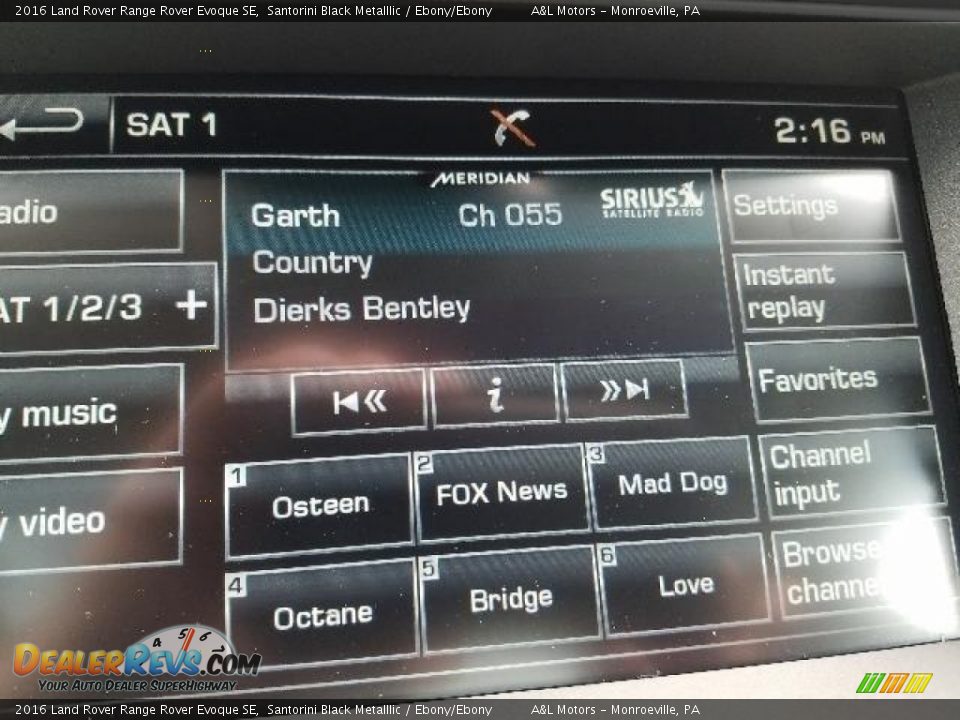 2016 Land Rover Range Rover Evoque SE,  Santorini Black Metalllic / Ebony/Ebony  A&L Motors - Monroeville, PA
SAT 1
2:16 PM
MERIDIAN
adio
Garth  Ch 055
SIRIUS
SATELLITE RADIO
Settings
Country
AT 1/2/3 +
Dierks Bentley
Instant
replay
i
Favorites
y music
1 Osteen
2 FOX News
3 Mad Dog
Channel
input
y video
4 Octane
5 Bridge
6 Love
Browse
channe
4 5 6
DEALERREVS.COM
YOUR AUTO DEALER SUPERHIGHWAY
2016 Land Rover Range Rover Evoque SE,  Santorini Black Metalllic / Ebony/Ebony  A&L Motors - Monroeville, PA